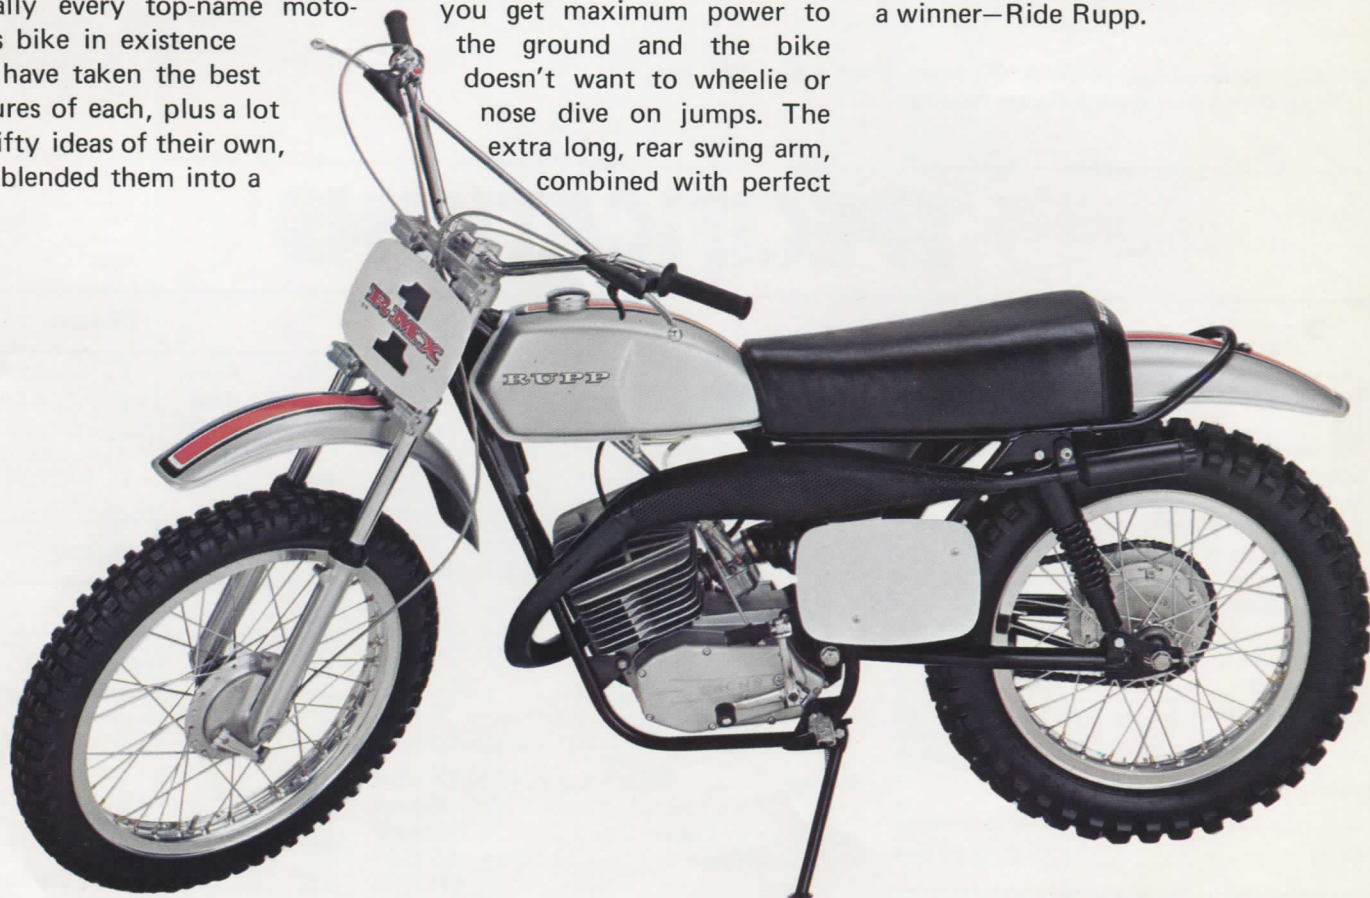 ally every top-name moto-
s bike in existence
have taken the best
ures of each, plus a lot
ifty ideas of their own,
blended them into a
you get maximum power to
the ground and the bike
doesn't want to wheelie or
nose dive on jumps. The
extra long, rear swing arm,
combined with perfect
a winner—Ride Rupp.
1
RMX
RUPP